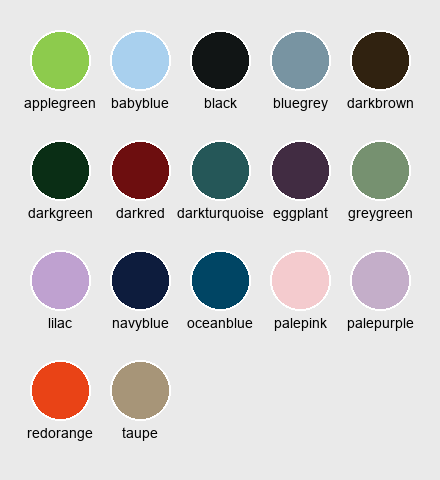 applegreen babyblue black bluegrey darkbrown
darkgreen darkred darkturquoise eggplant greygreen
lilac navyblue oceanblue palepink palepurple
redorange taupe